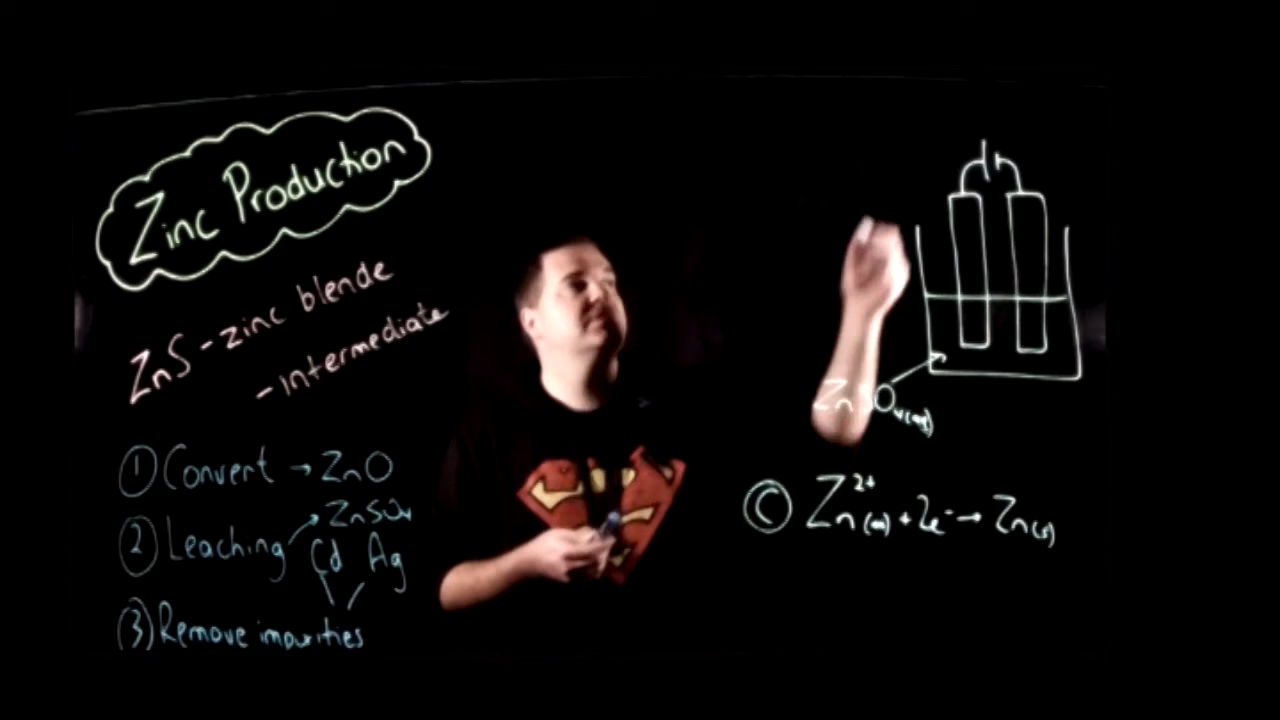 Zinc Production
ZnS - zinc blende
- intermediate
① Convert → ZnO
② Leaching → ZnSO₄
Cd Ag
③ Remove impurities
ZnSO₄(aq)
Ⓒ Zn²⁺(aq) + 2e⁻ → Zn(s)